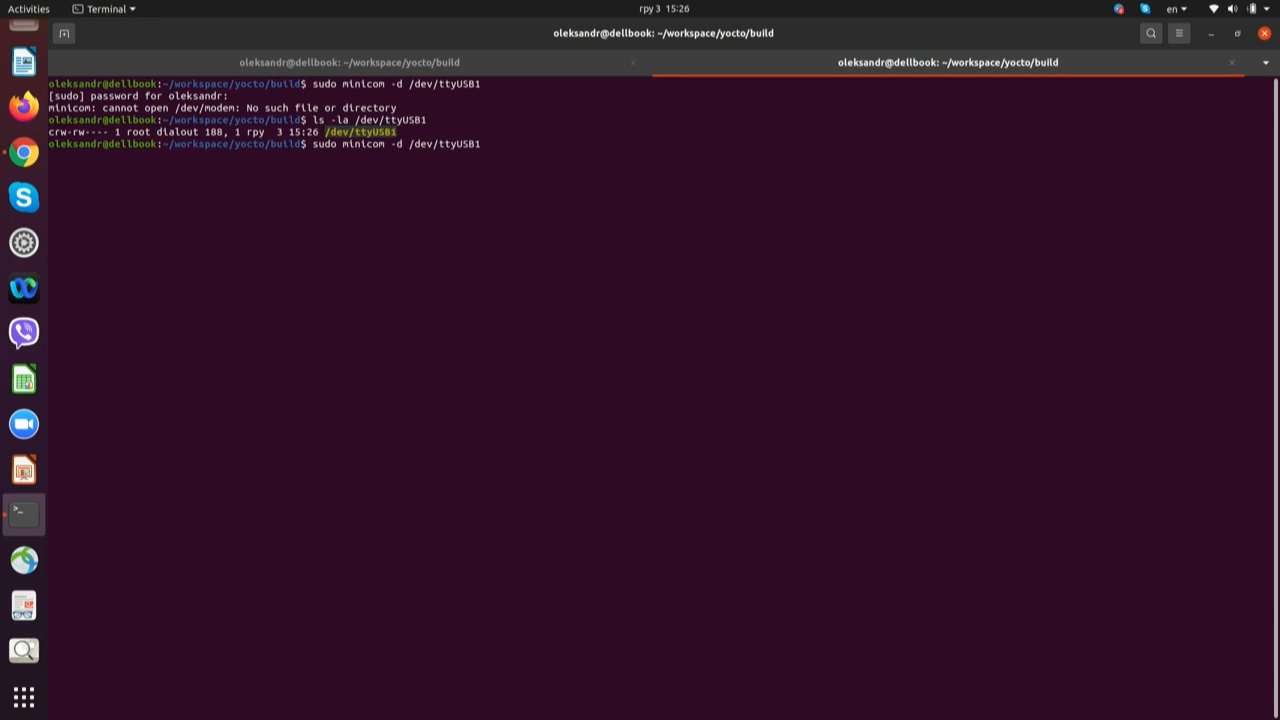 Activities
Terminal
гру 3 15:26
en
oleksandr@dellbook: ~/workspace/yocto/build
oleksandr@dellbook: ~/workspace/yocto/build
oleksandr@dellbook: ~/workspace/yocto/build
oleksandr@dellbook:~/workspace/yocto/build$ sudo minicom -d /dev/ttyUSB1
[sudo] password for oleksandr:
minicom: cannot open /dev/modem: No such file or directory
oleksandr@dellbook:~/workspace/yocto/build$ ls -la /dev/ttyUSB1
crw-rw---- 1 root dialout 188, 1 гру  3 15:26 /dev/ttyUSB1
oleksandr@dellbook:~/workspace/yocto/build$ sudo minicom -d /dev/ttyUSB1